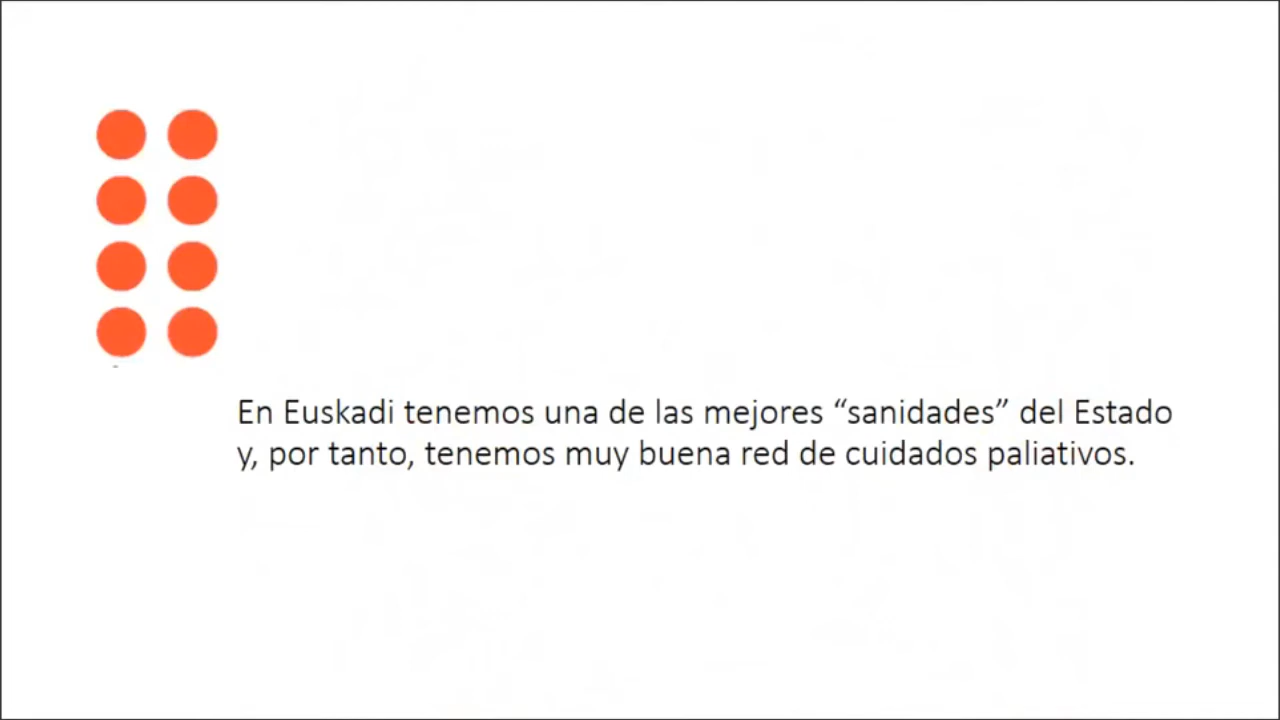 En Euskadi tenemos una de las mejores “sanidades” del Estado
y, por tanto, tenemos muy buena red de cuidados paliativos.